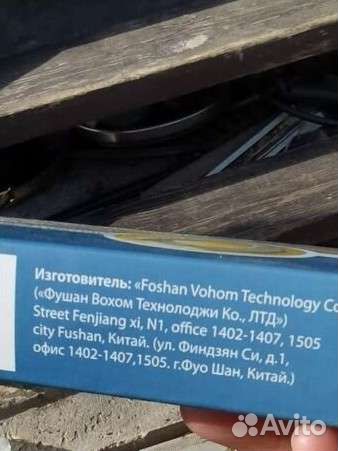 Изготовитель: «Foshan Vohom Technology Co
(«Фушан Вохом Технолоджи Ко., ЛТД»)
Street Fenjiang xi, N1, office 1402-1407, 1505
city Fushan, Китай. (ул. Финдзян Си, д.1,
офис 1402-1407,1505. г.Фуо Шан, Китай.)
Avito